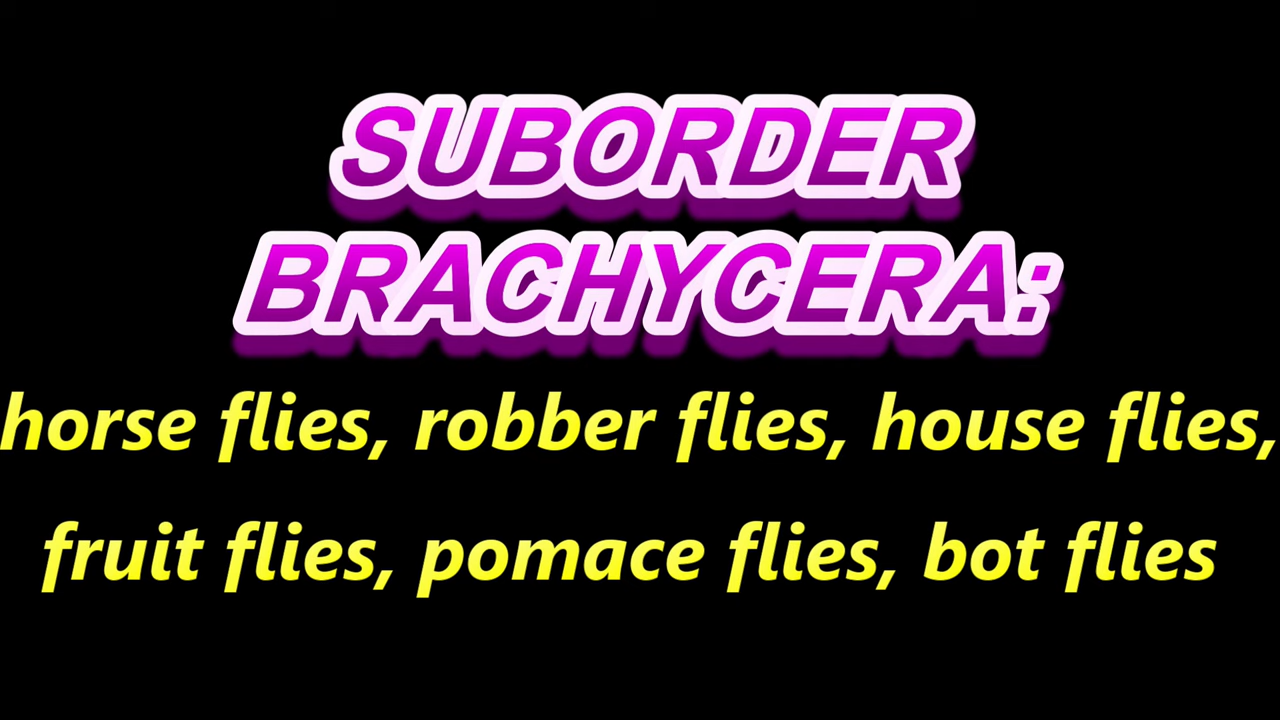 SUBORDER
BRACHYCERA:
horse flies, robber flies, house flies,
fruit flies, pomace flies, bot flies